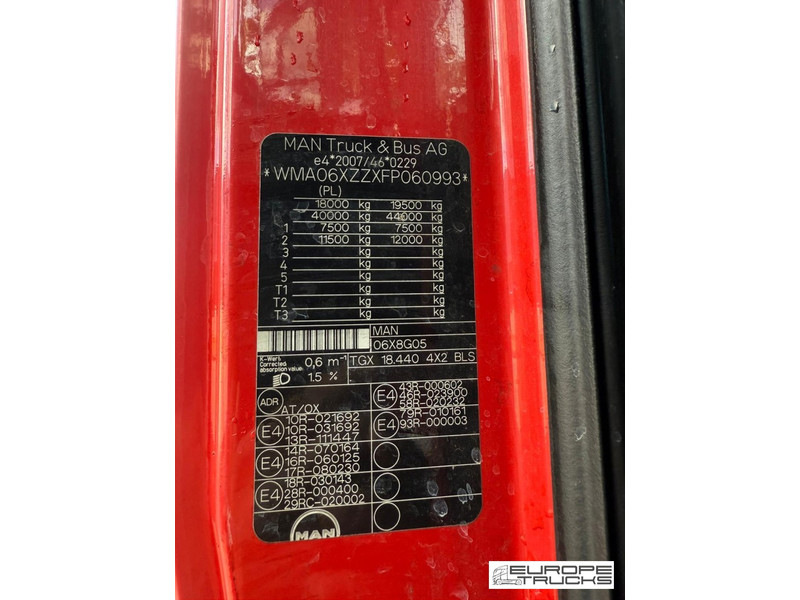 MAN Truck & Bus AG
e4*2007/46*0229
*WMA06XZZXFP060993*
(PL)
18000 kg 19500 kg
40000 kg 44000 kg
1 7500 kg 7500 kg
2 11500 kg 12000 kg
3 kg kg
4 kg kg
5 kg kg
T1 kg kg
T2 kg kg
T3 kg kg
MAN
06X8G05
K-Wert
Corrected
absorption value:
0,6 m-1
TGX 18.440 4X2 BLS
1.5 %
ADR
AT/OX
E4
10R-021692
10R-031692
13R-111447
E4
14R-070164
16R-060125
17R-080230
E4
18R-030143
28R-000400
29RC-020002
E4
43R-000602
46R-023900
58R-020232
E4
79R-010161
93R-000003
MAN
EUROPE
TRUCKS